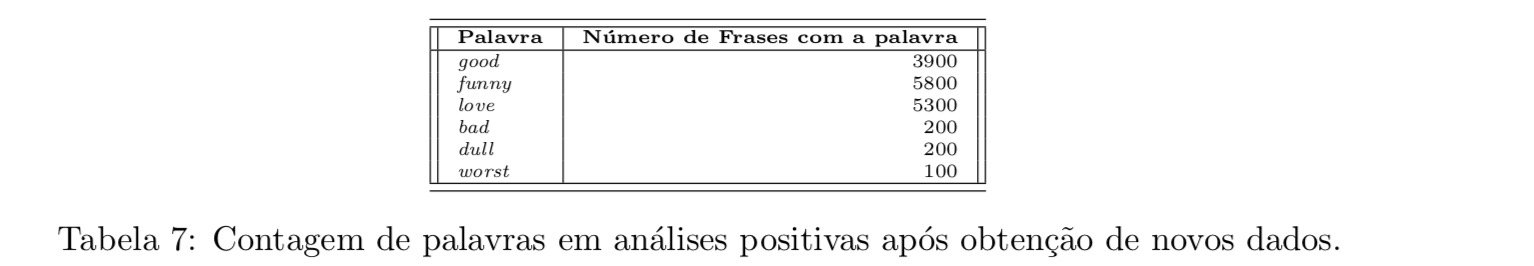 Palavra Número de Frases com a palavra
good 3900
funny 5800
love 5300
bad 200
dull 200
worst 100
Tabela 7: Contagem de palavras em análises positivas após obtenção de novos dados.